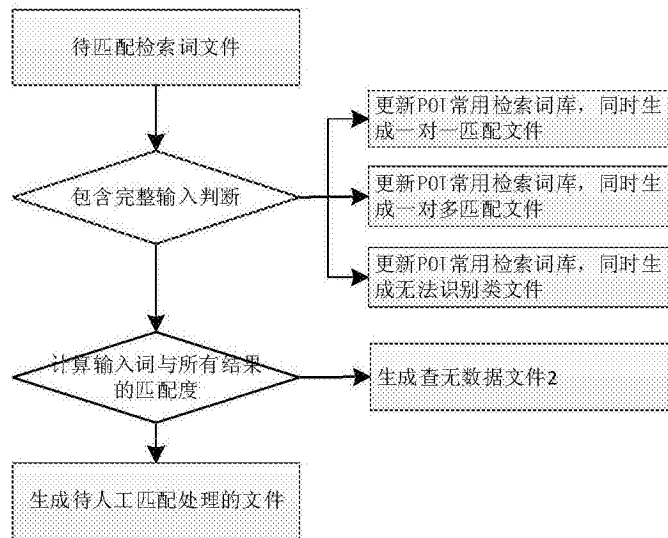 待匹配检索词文件
更新POI常用检索词库，同时生
成一对一匹配文件
包含完整输入判断
更新POI常用检索词库，同时生
成一对多匹配文件
更新POI常用检索词库，同时生
成无法识别类文件
计算输入词与所有结果
的匹配度
生成查无数据文件2
生成待人工匹配处理的文件